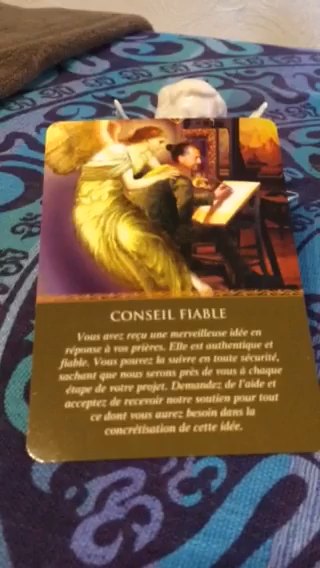 CONSEIL FIABLE
Vous avez reçu une merveilleuse idée en
réponse à vos prières. Elle est authentique et
fiable. Vous pouvez la suivre en toute sécurité,
sachant que nous serons près de vous à chaque
étape de votre projet. Demandez de l'aide et
acceptez de recevoir notre soutien pour tout
ce dont vous aurez besoin dans la
concrétisation de cette idée.